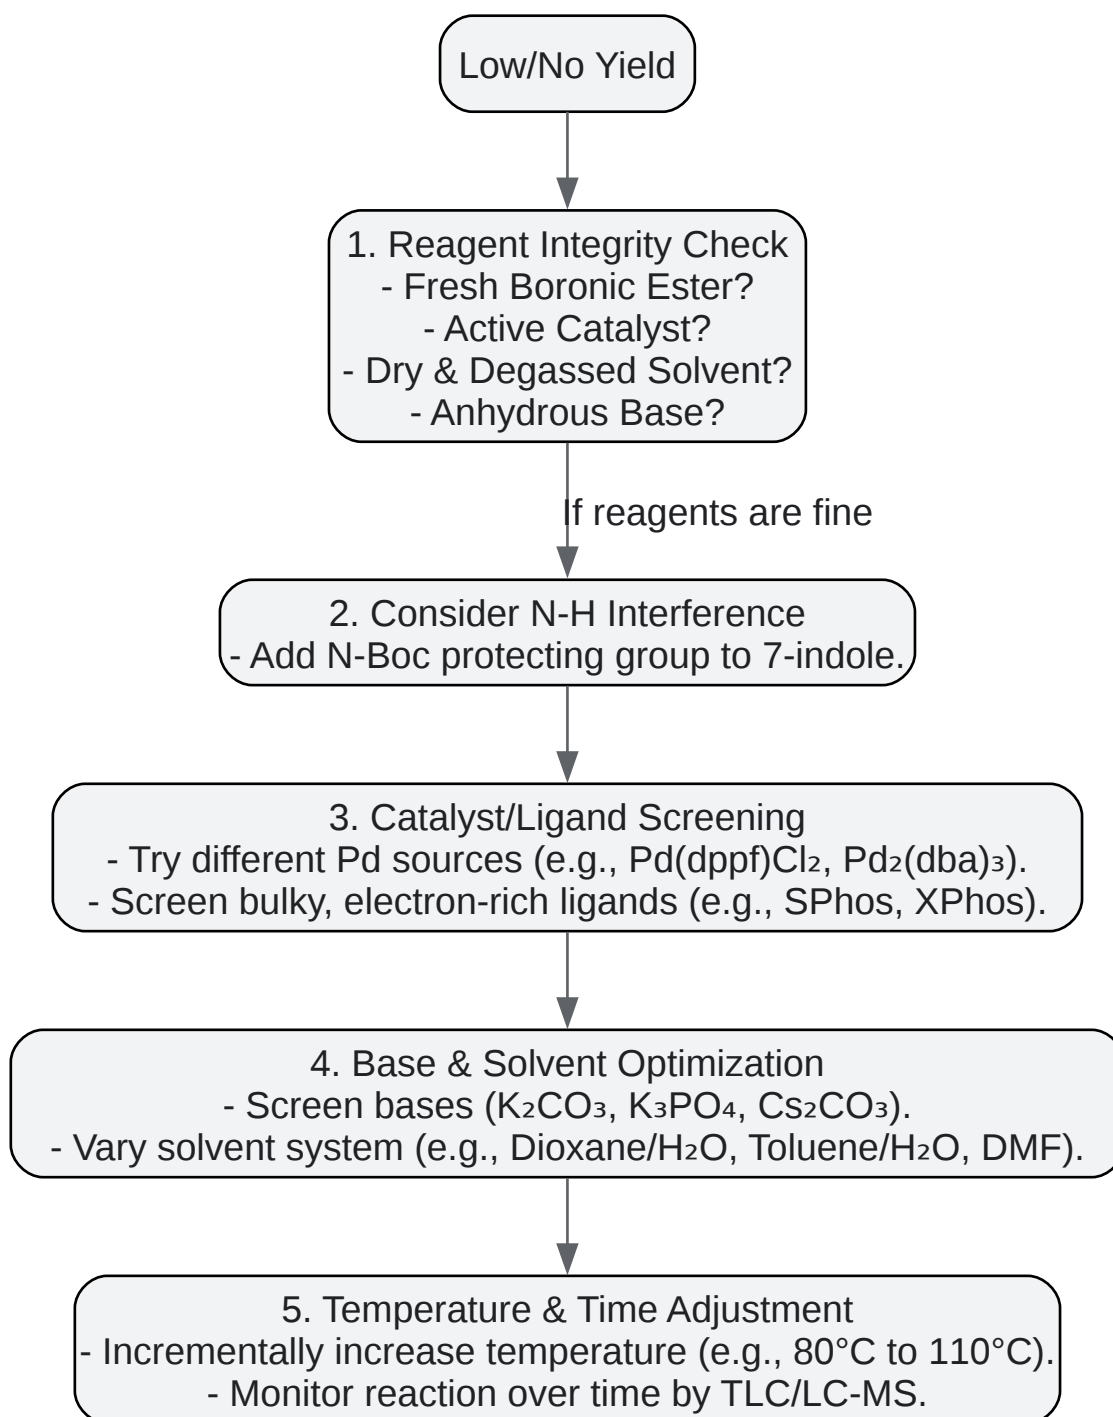 Low/No Yield
1. Reagent Integrity Check
- Fresh Boronic Ester?
- Active Catalyst?
- Dry & Degassed Solvent?
- Anhydrous Base?
If reagents are fine
2. Consider N-H Interference
- Add N-Boc protecting group to 7-indole.
3. Catalyst/Ligand Screening
- Try different Pd sources (e.g., Pd(dppf)Cl₂, Pd₂(dba)₃).
- Screen bulky, electron-rich ligands (e.g., SPhos, XPhos).
4. Base & Solvent Optimization
- Screen bases (K₂CO₃, K₃PO₄, Cs₂CO₃).
- Vary solvent system (e.g., Dioxane/H₂O, Toluene/H₂O, DMF).
5. Temperature & Time Adjustment
- Incrementally increase temperature (e.g., 80°C to 110°C).
- Monitor reaction over time by TLC/LC-MS.